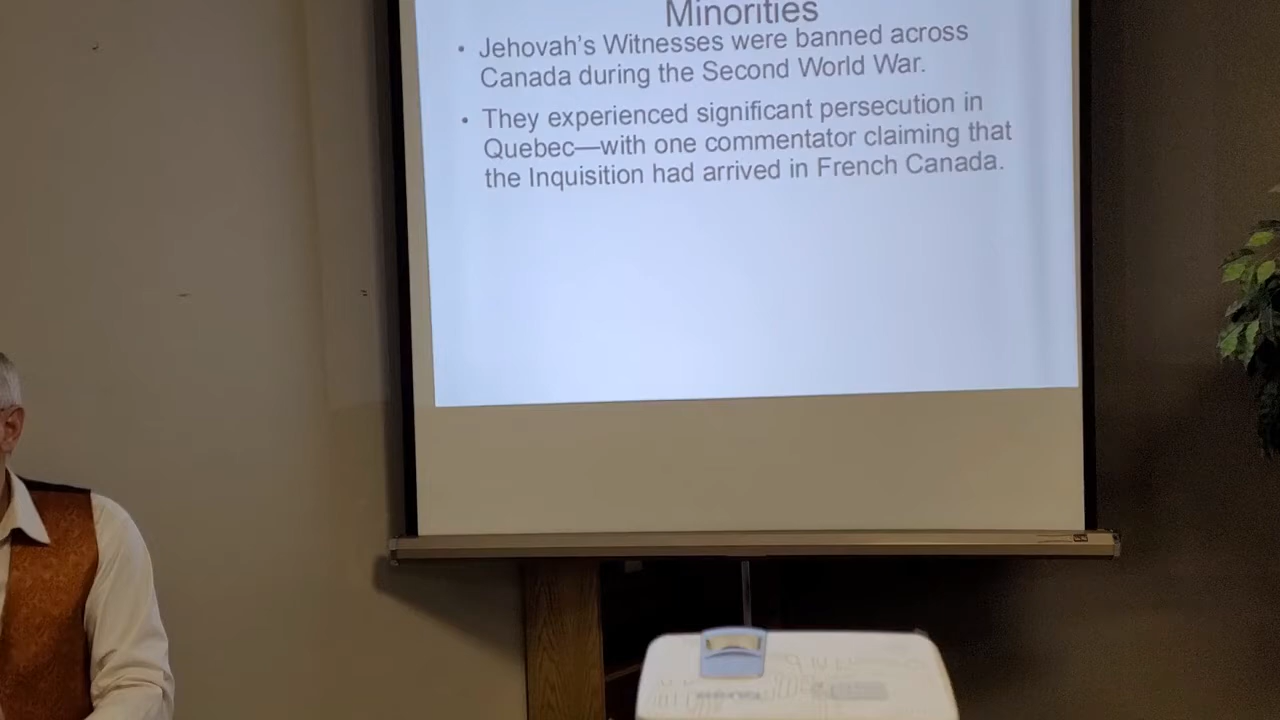 Minorities
• Jehovah's Witnesses were banned across
Canada during the Second World War.
• They experienced significant persecution in
Quebec—with one commentator claiming that
the Inquisition had arrived in French Canada.